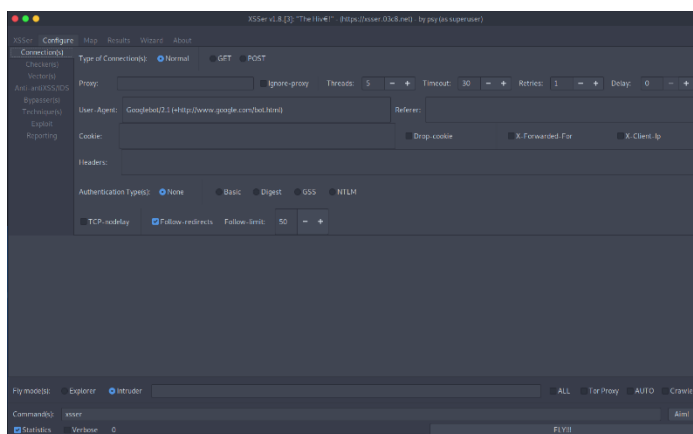 XSSer v1.8.[3]: "The Hiv€!" - (https://xsser.03c8.net) - by psy (as superuser)
XSSer Configure Map Results Wizard About
Connection(s)
Checker(s)
Vector(s)
Anti-antiXSS/IDS
Bypasser(s)
Technique(s)
Exploit
Reporting
Type of Connection(s): Normal GET POST
Proxy: Ignore-proxy Threads: 5 - + Timeout: 30 - + Retries: 1 - + Delay: 0 - +
User-Agent: Googlebot/2.1 (+http://www.google.com/bot.html) Referer:
Cookie: Drop-cookie X-Forwarded-For X-Client-Ip
Headers:
Authentication Type(s): None Basic Digest GSS NTLM
TCP-nodelay Follow-redirects Follow-limit: 50 - +
Fly mode(s): Explorer Intruder ALL Tor Proxy AUTO Crawle
Command(s): xsser Aim!
Statistics Verbose 0 FLY!!!